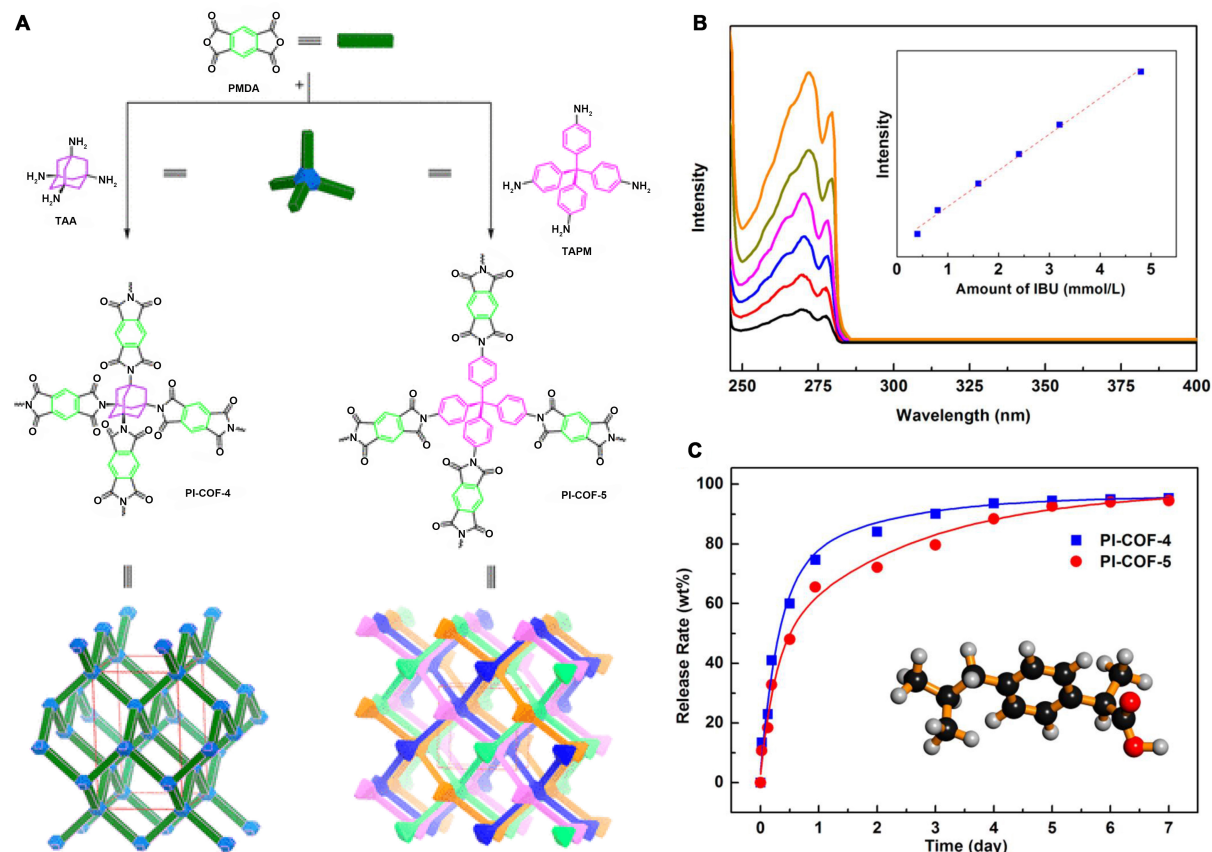 A
O O
O O
O O
PMDA
+
NH2
H2N NH2
H2N
TAA
NH2
H2N NH2
H2N
TAPM
N
O O
O O
N
O O O O
N N N N
O O O O
N
O O
O O
N
PI-COF-4
N
O O
O O
N
O O O O
N N N N
O O O O
N
O O
O O
N
PI-COF-5
B
Intensity
Intensity
0 1 2 3 4 5
Amount of IBU (mmol/L)
250 275 300 325 350 375 400
Wavelength (nm)
C
Release Rate (wt%)
100
80
60
40
20
0
PI-COF-4
PI-COF-5
0 1 2 3 4 5 6 7
Time (day)